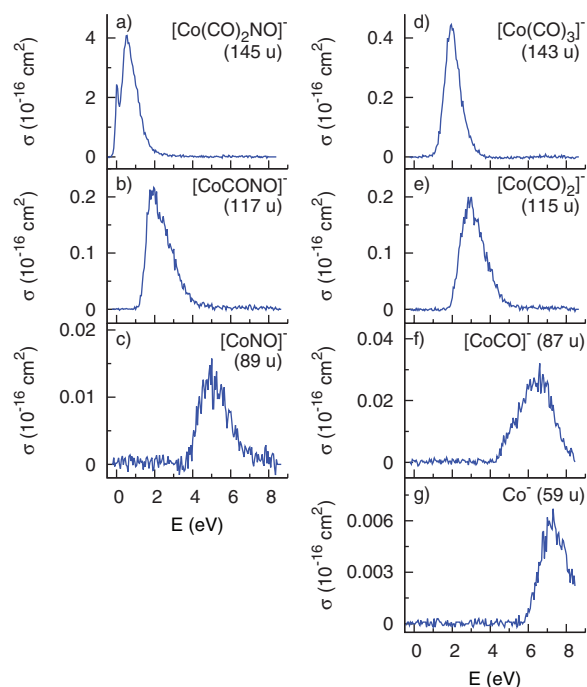 a) [Co(CO)₂NO]⁻
(145 u)
4
2
0
σ (10⁻¹⁶ cm²)
b) [CoCONO]⁻
(117 u)
0.2
0.1
0
σ (10⁻¹⁶ cm²)
0.02
c) [CoNO]⁻
(89 u)
0.01
0
σ (10⁻¹⁶ cm²)
0 2 4 6 8
E (eV)
d) [Co(CO)₃]⁻
(143 u)
0.4
0.2
0
σ (10⁻¹⁶ cm²)
e) [Co(CO)₂]⁻
(115 u)
0.2
0.1
0
σ (10⁻¹⁶ cm²)
0.04
f) [CoCO]⁻ (87 u)
0.02
0
σ (10⁻¹⁶ cm²)
g) Co⁻ (59 u)
0.006
0.003
0
σ (10⁻¹⁶ cm²)
0 2 4 6 8
E (eV)